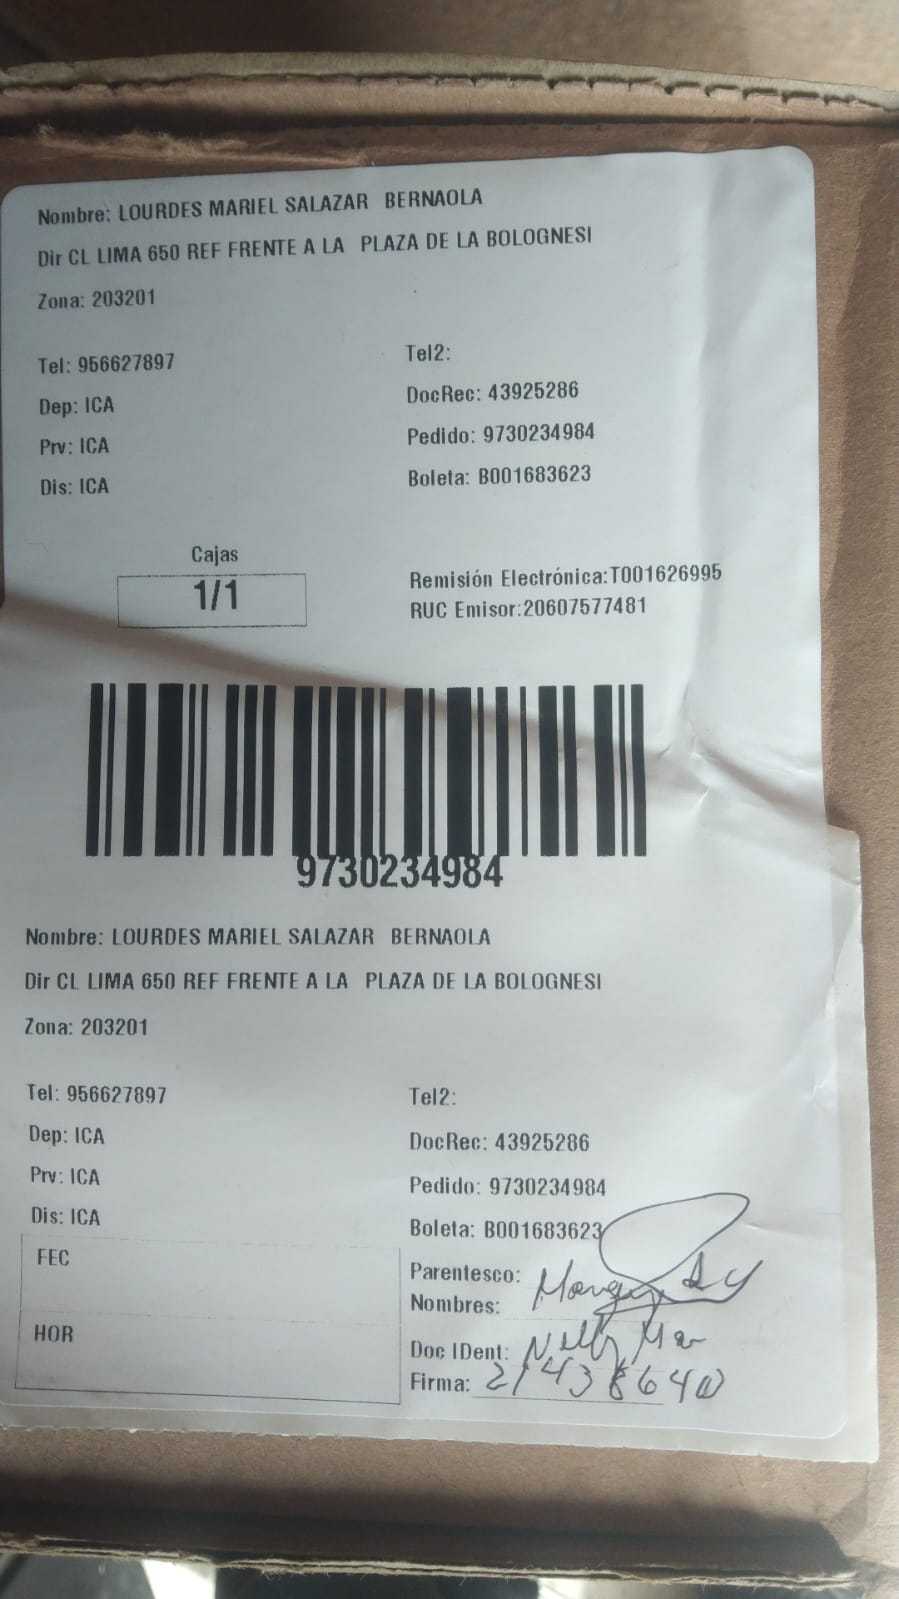 Nombre: LOURDES MARIEL SALAZAR BERNAOLA
Dir CL LIMA 650 REF FRENTE A LA PLAZA DE LA BOLOGNESI
Zona: 203201
Tel: 956627897
Tel2:
Dep: ICA
DocRec: 43925286
Prv: ICA
Pedido: 9730234984
Dis: ICA
Boleta: B001683623
Cajas
1/1
Remisión Electrónica:T001626995
RUC Emisor:20607577481
9730234984
Nombre: LOURDES MARIEL SALAZAR BERNAOLA
Dir CL LIMA 650 REF FRENTE A LA PLAZA DE LA BOLOGNESI
Zona: 203201
Tel: 956627897
Tel2:
Dep: ICA
DocRec: 43925286
Prv: ICA
Pedido: 9730234984
Dis: ICA
Boleta: B001683623
FEC
Parentesco:
Nombres:
HOR
Doc IDent: Nelly
Firma: 21438640